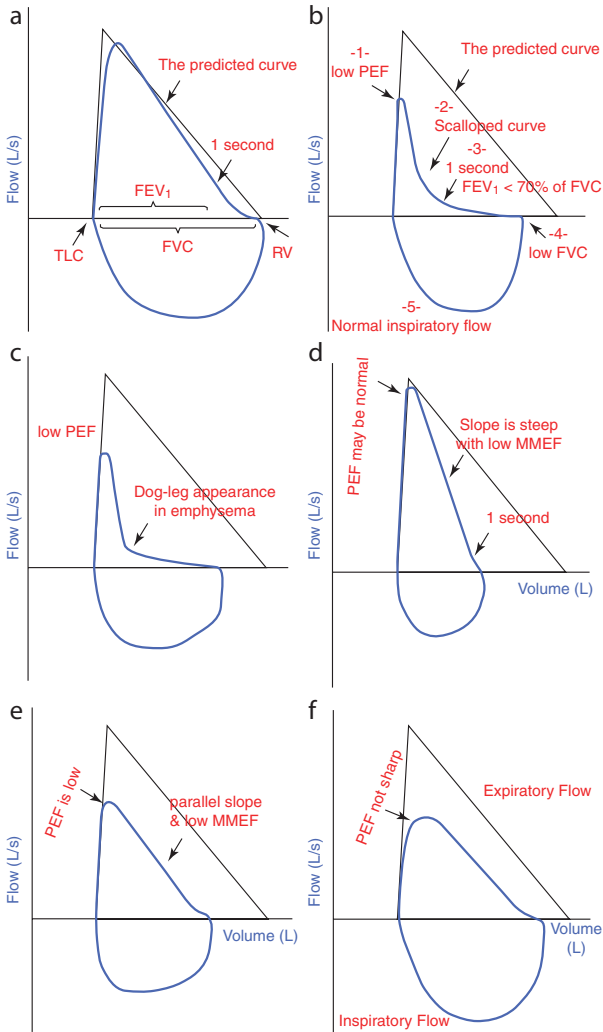 a
The predicted curve
1 second
FEV1
FVC
TLC
RV
Flow (L/s)
b
-1-
low PEF
The predicted curve
-2-
Scalloped curve
-3-
1 second
FEV1 < 70% of FVC
-4-
low FVC
-5-
Normal inspiratory flow
Flow (L/s)
c
low PEF
Dog-leg appearance
in emphysema
Flow (L/s)
d
PEF may be normal
Slope is steep
with low MMEF
1 second
Volume (L)
Flow (L/s)
e
PEF is low
parallel slope
& low MMEF
Volume (L)
Flow (L/s)
f
PEF not sharp
Expiratory Flow
Volume
(L)
Inspiratory Flow
Flow (L/s)